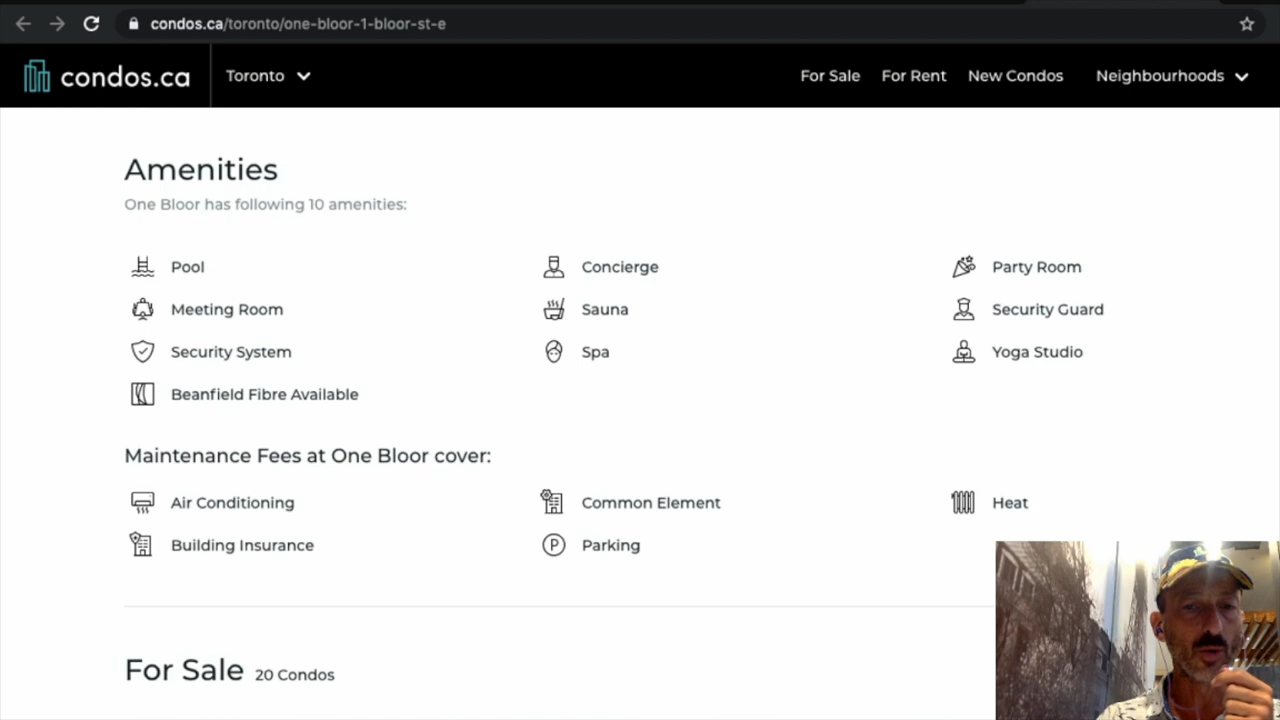 condos.ca/toronto/one-bloor-1-bloor-st-e
condos.ca Toronto For Sale For Rent New Condos Neighbourhoods
Amenities
One Bloor has following 10 amenities:
Pool Concierge Party Room
Meeting Room Sauna Security Guard
Security System Spa Yoga Studio
Beanfield Fibre Available
Maintenance Fees at One Bloor cover:
Air Conditioning Common Element Heat
Building Insurance P Parking
For Sale 20 Condos